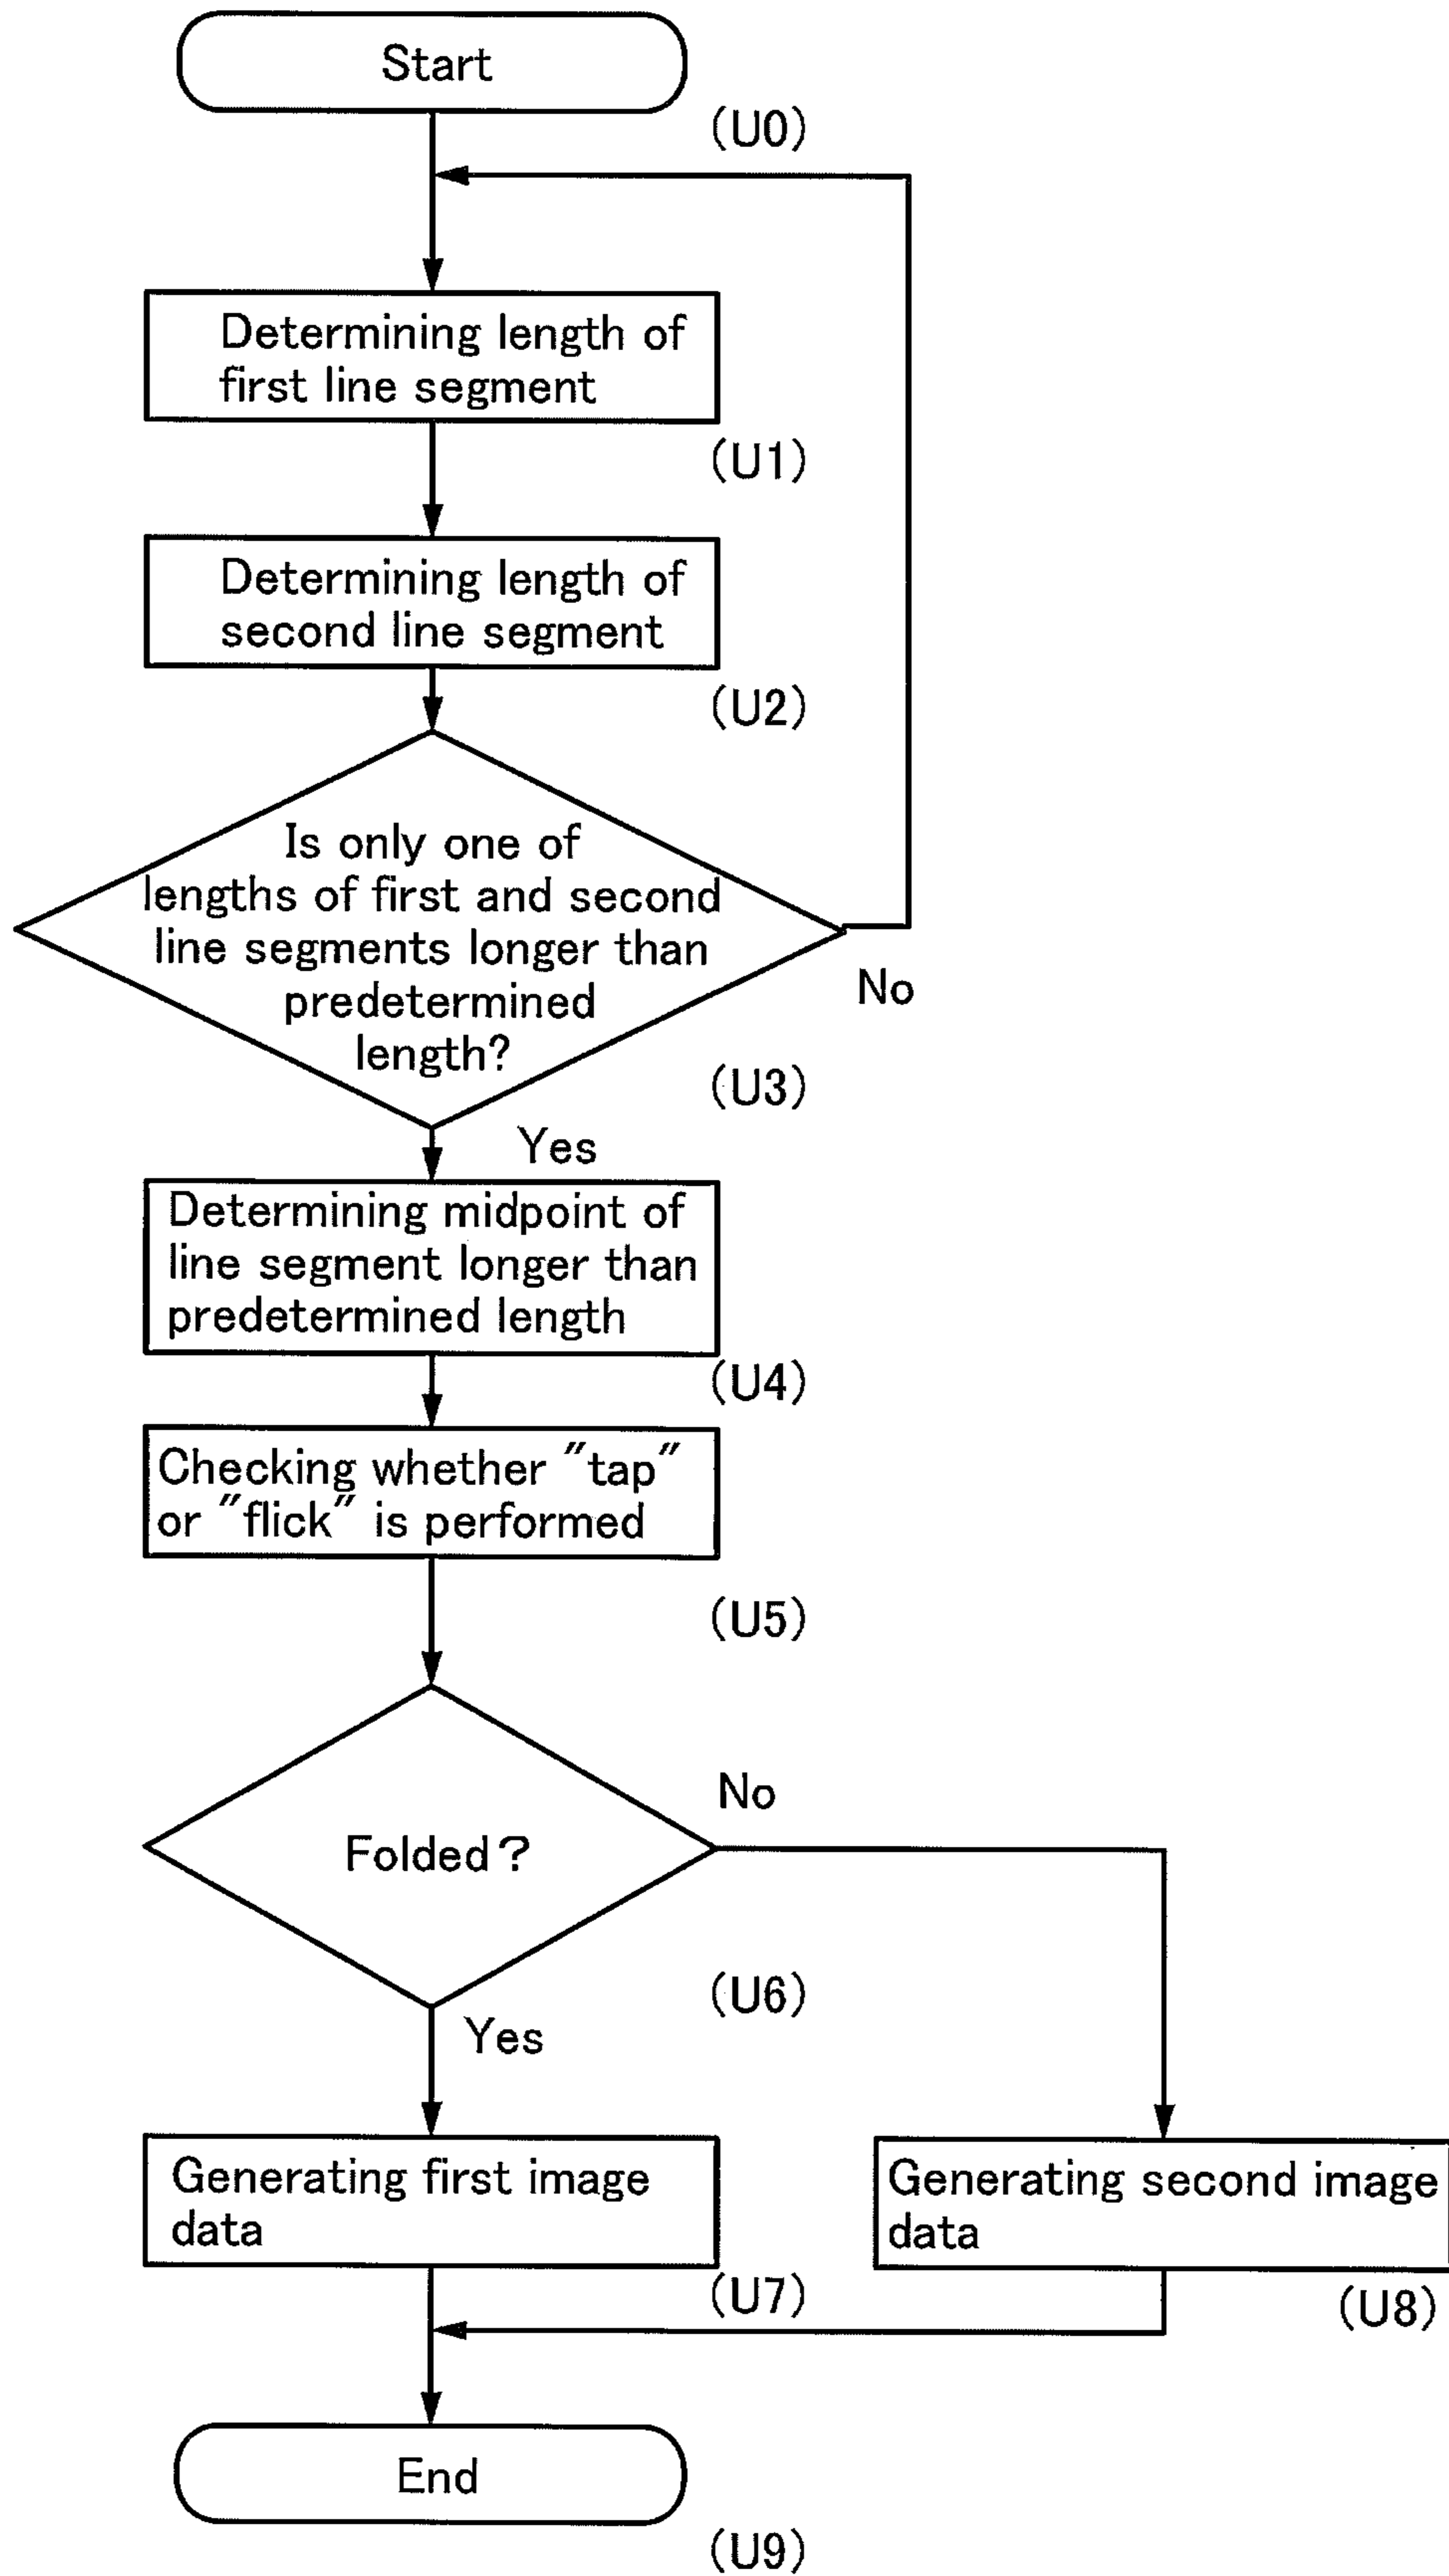 Start
(U0)
Determining length of
first line segment
(U1)
Determining length of
second line segment
(U2)
Is only one of
lengths of first and second
line segments longer than
predetermined
length?
No
(U3)
Yes
Determining midpoint of
line segment longer than
predetermined length
(U4)
Checking whether "tap"
or "flick" is performed
(U5)
No
Folded?
(U6)
Yes
Generating first image
data
(U7)
Generating second image
data
(U8)
End
(U9)